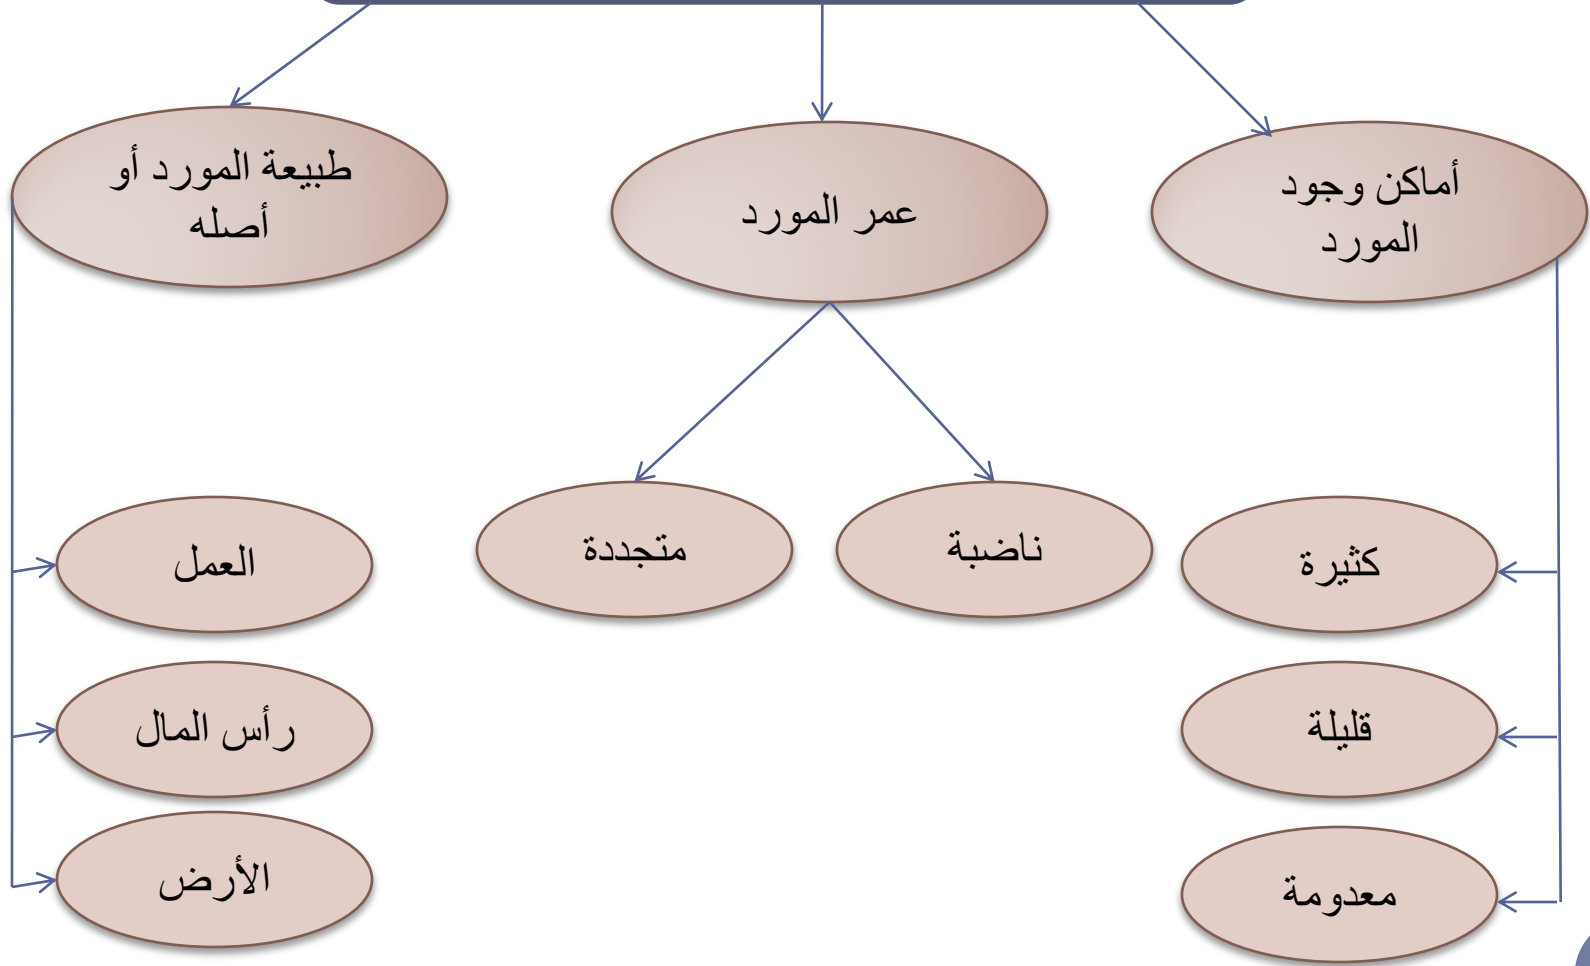 أماكن وجود
المورد
عمر المورد
طبيعة المورد أو
أصله
كثيرة
قليلة
معدومة
ناضبة
متجددة
العمل
رأس المال
الأرض